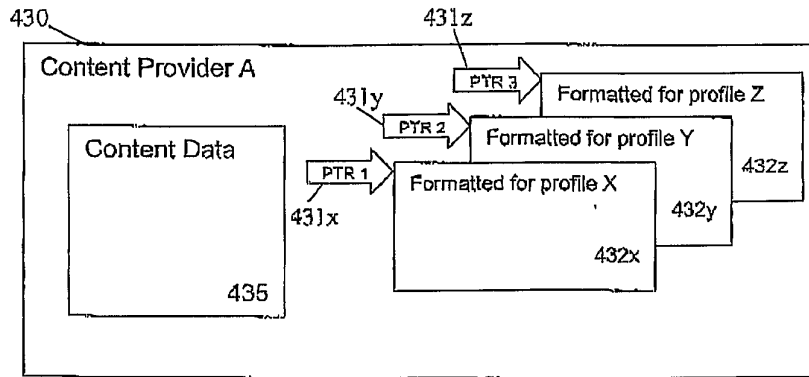 430
431z
Content Provider A
PTR 3
Formatted for profile Z
431y
PTR 2
Formatted for profile Y
Content Data
432z
PTR 1
Formatted for profile X
431x
432y
432x
435